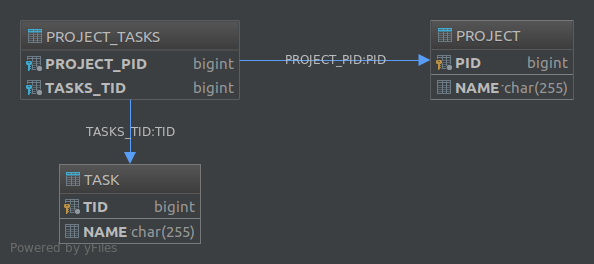 PROJECT_TASKS
PROJECT_PID bigint
TASKS_TID bigint
PROJECT_PID:PID
PROJECT
PID bigint
NAME char(255)
TASKS_TID:TID
TASK
TID bigint
NAME char(255)
Powered by yFiles